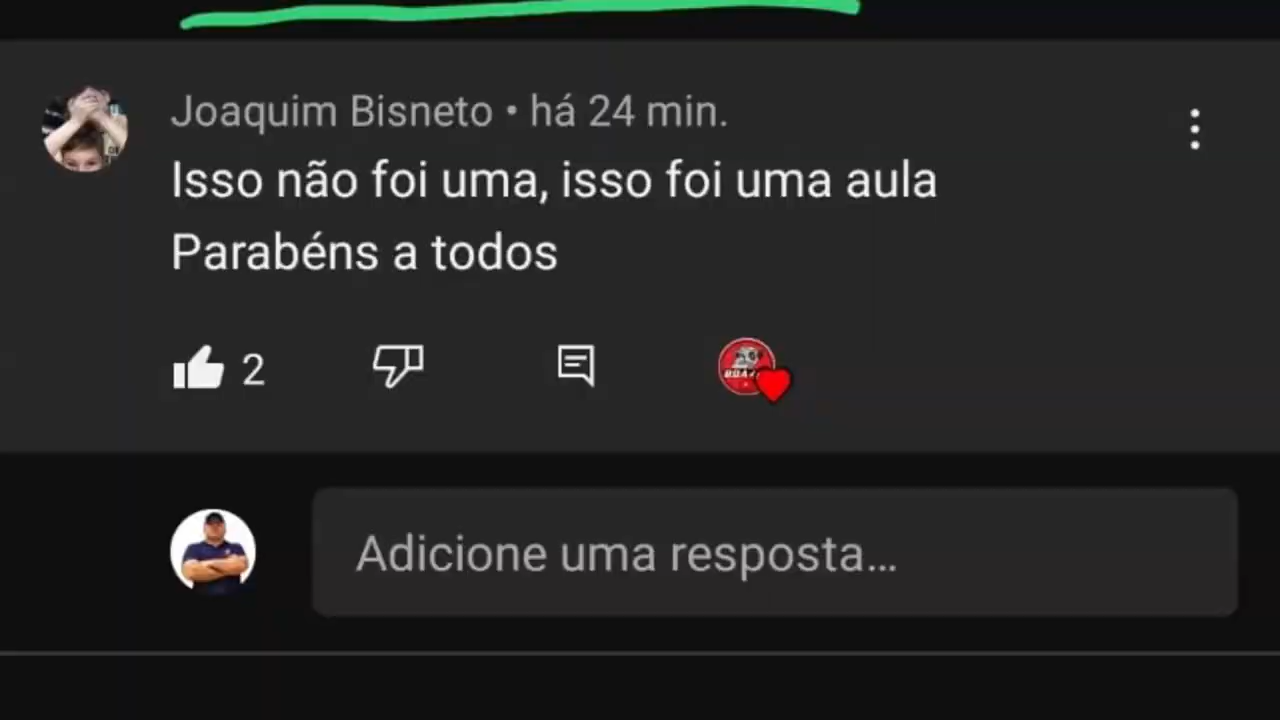 Joaquim Bisneto • há 24 min.
Isso não foi uma, isso foi uma aula
Parabéns a todos
2
Adicione uma resposta...